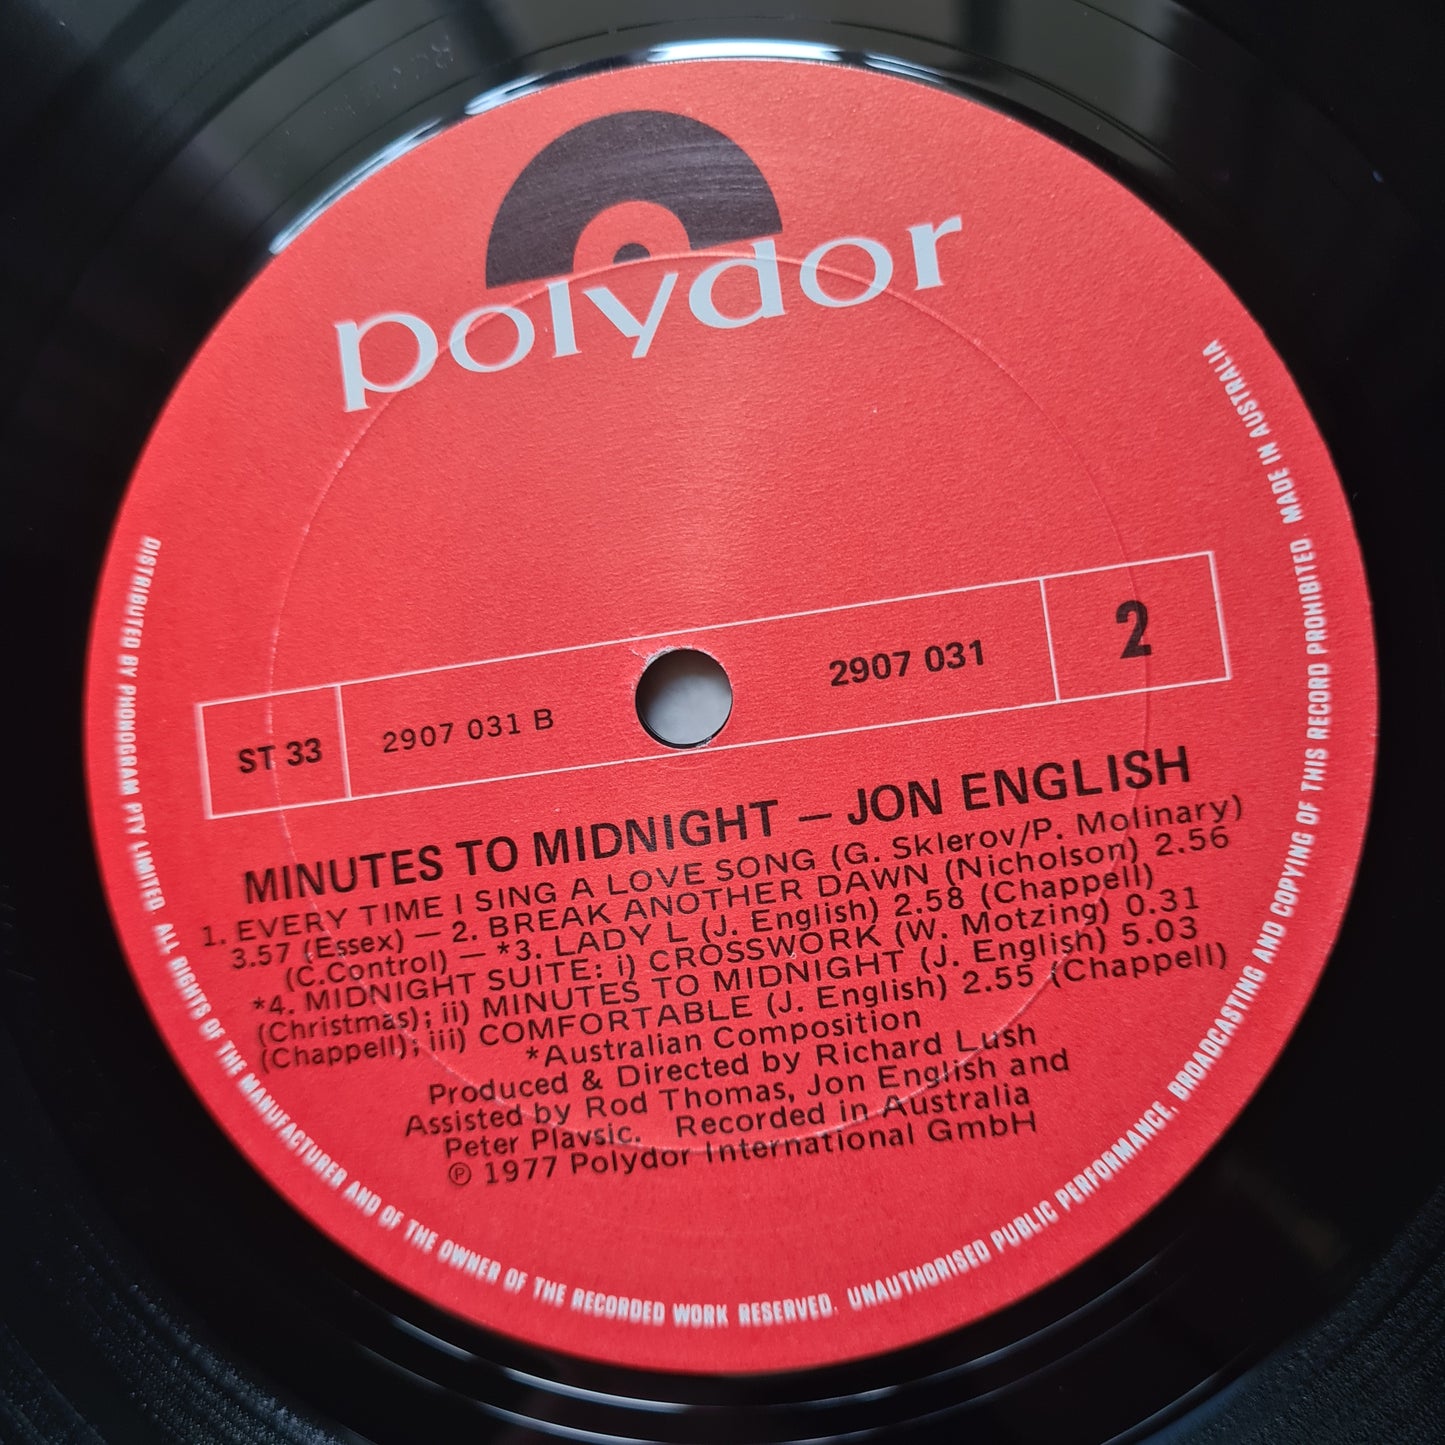 polydor
ST 33
2907 031 B
2907 031
2
MINUTES TO MIDNIGHT – JON ENGLISH
1. EVERY TIME I SING A LOVE SONG (G. Sklerov/P. Molinary)
3.57 (Essex) – 2. BREAK ANOTHER DAWN (Nicholson) 2.56
(C.Control) – *3. LADY L (J. English) 2.58 (Chappell)
*4. MIDNIGHT SUITE: i) CROSSWORK (W. Motzing) 0.31
(Christmas); ii) MINUTES TO MIDNIGHT (J. English) 5.03
(Chappell); iii) COMFORTABLE (J. English) 2.55 (Chappell)
*Australian Composition
Produced & Directed by Richard Lush
Assisted by Rod Thomas, Jon English and
Peter Plavsic. Recorded in Australia
℗ 1977 Polydor International GmbH
DISTRIBUTED BY PHONOGRAM PTY LIMITED. ALL RIGHTS OF THE MANUFACTURER AND OF THE OWNER OF THE RECORDED WORK RESERVED. UNAUTHORISED PUBLIC PERFORMANCE, BROADCASTING AND COPYING OF THIS RECORD PROHIBITED MADE IN AUSTRALIA